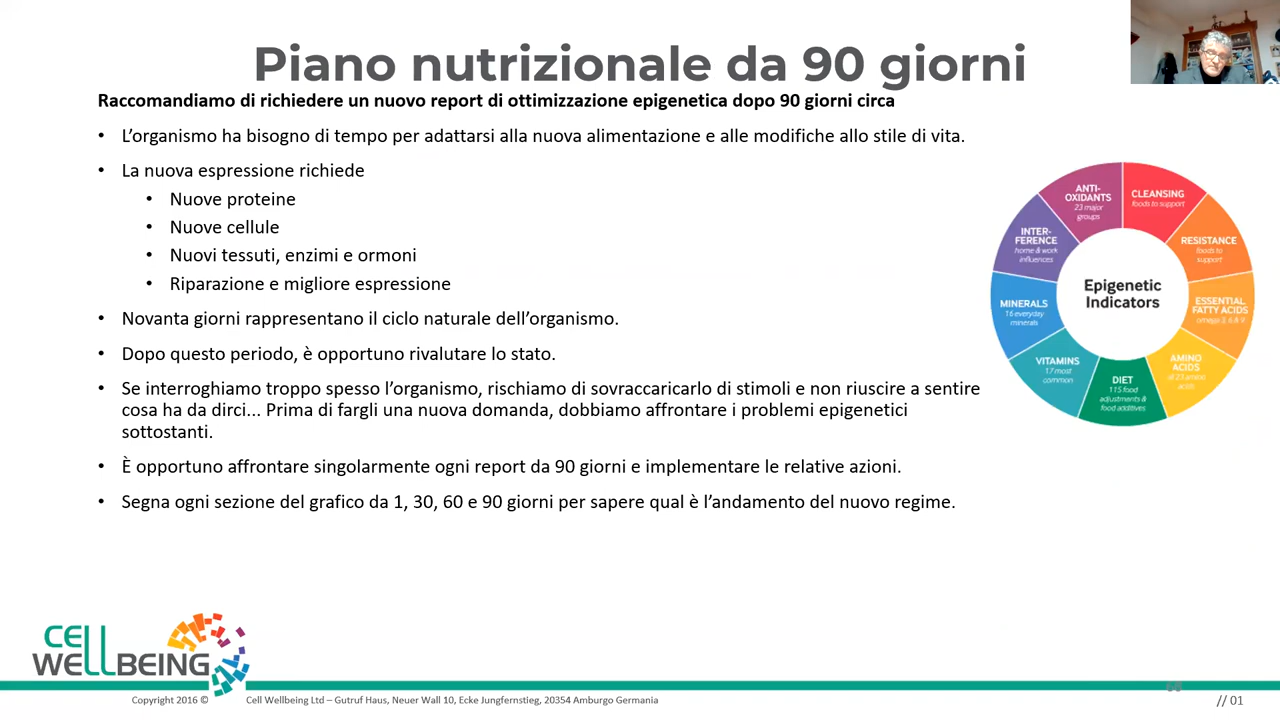 Piano nutrizionale da 90 giorni
Raccomandiamo di richiedere un nuovo report di ottimizzazione epigenetica dopo 90 giorni circa
• L’organismo ha bisogno di tempo per adattarsi alla nuova alimentazione e alle modifiche allo stile di vita.
• La nuova espressione richiede
• Nuove proteine
• Nuove cellule
• Nuovi tessuti, enzimi e ormoni
• Riparazione e migliore espressione
• Novanta giorni rappresentano il ciclo naturale dell’organismo.
• Dopo questo periodo, è opportuno rivalutare lo stato.
• Se interroghiamo troppo spesso l’organismo, rischiamo di sovraccaricarlo di stimoli e non riuscire a sentire
cosa ha da dirci... Prima di fargli una nuova domanda, dobbiamo affrontare i problemi epigenetici
sottostanti.
• È opportuno affrontare singolarmente ogni report da 90 giorni e implementare le relative azioni.
• Segna ogni sezione del grafico da 1, 30, 60 e 90 giorni per sapere qual è l’andamento del nuovo regime.
Epigenetic
Indicators
CLEANSING
foods to support
RESISTANCE
foods to
support
ESSENTIAL
FATTY ACIDS
omega 3, 6 & 9
AMINO
ACIDS
all 23 amino
acids
DIET
115 food
adjustments &
food additives
VITAMINS
17 most
common
MINERALS
16 everyday
minerals
INTER-
FERENCE
home & work
influences
ANTI-
OXIDANTS
23 major
groups
CELL
WELLBEING
Copyright 2016 ©
Cell Wellbeing Ltd – Gutruf Haus, Neuer Wall 10, Ecke Jungfernstieg, 20354 Amburgo Germania
// 01